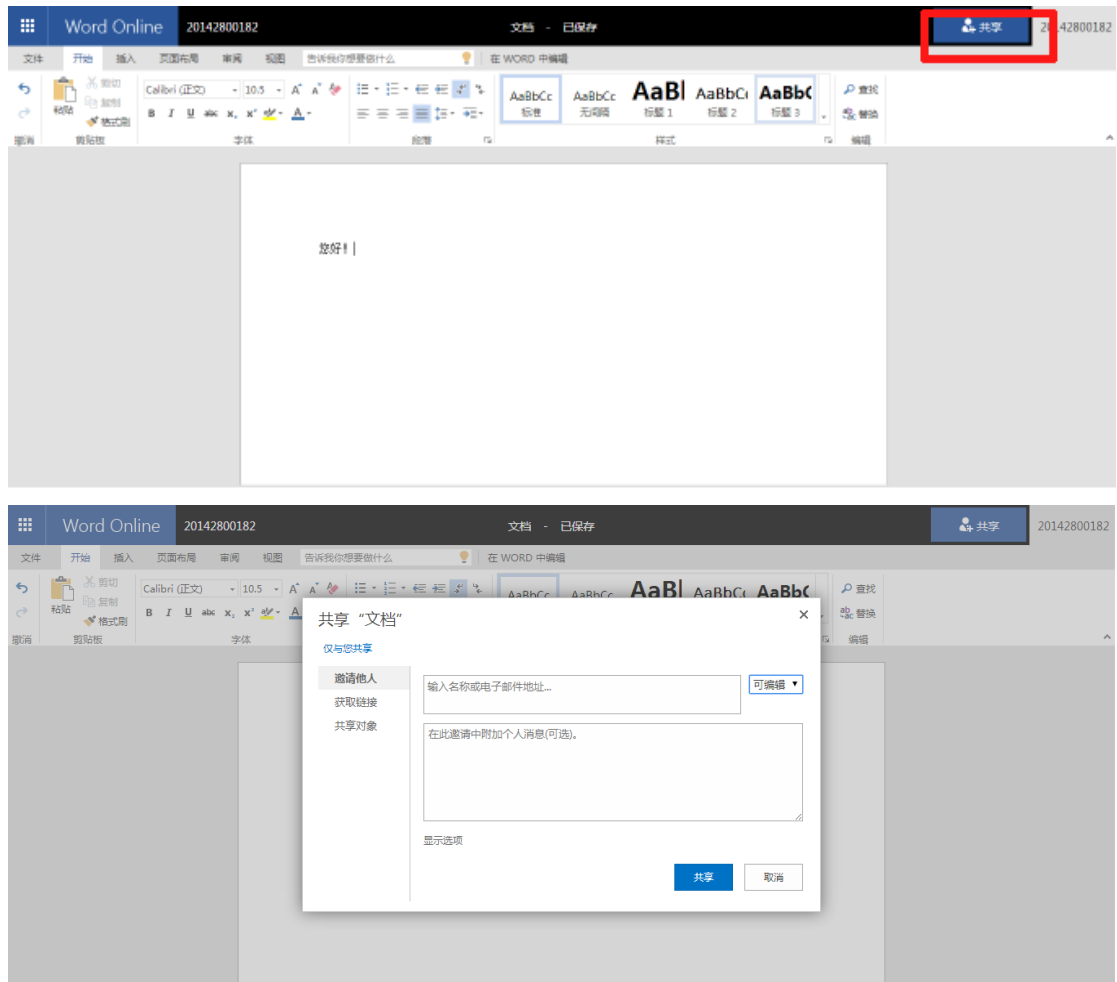 Word Online 20142800182 文档 - 已保存 共享 20142800182
文件 开始 插入 页面布局 审阅 视图 告诉我你想要做什么 在 WORD 中编辑
粘贴 剪切 复制 格式刷 Calibri (正文) 10.5 A A AaBbCc AaBbCc AaBl AaBbCc AaBb( 查找
B I U abc x, x² A 标准 无间隔 标题 1 标题 2 标题 3 替换
撤消 剪贴板 字体 段落 样式 编辑
您好!
Word Online 20142800182 文档 - 已保存 共享 20142800182
文件 开始 插入 页面布局 审阅 视图 告诉我你想要做什么 在 WORD 中编辑
粘贴 剪切 复制 格式刷 Calibri (正文) 10.5 A A AaBbCc AaBbCc AaBl AaBbCc AaBb( 查找
B I U abc x, x² A 替换
撤消 剪贴板 字体 编辑
共享 “文档” ×
仅与您共享
邀请他人
获取链接
共享对象
输入名称或电子邮件地址... 可编辑
在此邀请中附加个人消息(可选)。
显示选项
共享 取消